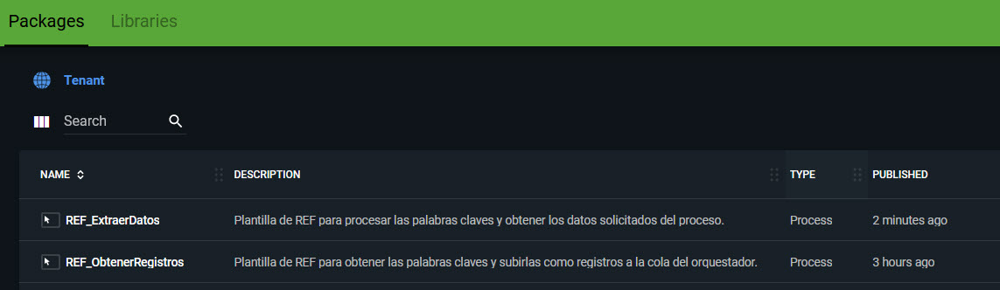 Packages Libraries
Tenant
Search
NAME DESCRIPTION TYPE PUBLISHED
REF_ExtraerDatos Plantilla de REF para procesar las palabras claves y obtener los datos solicitados del proceso. Process 2 minutes ago
REF_ObtenerRegistros Plantilla de REF para obtener las palabras claves y subirlas como registros a la cola del orquestador. Process 3 hours ago